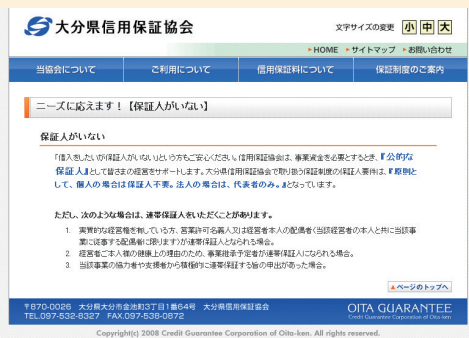 大分県信用保証協会
文字サイズの変更 小 中 大
HOME サイトマップ お問い合わせ
当協会について ご利用について 信用保証料について 保証制度のご案内
ニーズに応えます！【保証人がいない】
保証人がいない
「借入をしたいが保証人がいない」という方もご安心ください。信用保証協会は、事業資金を必要とするとき、『公的な
保証人』として皆さまの経営をサポートします。大分県信用保証協会で取り扱う保証制度の保証人要件は、『原則と
して、個人の場合は保証人不要。法人の場合は、代表者のみ。』となっています。
ただし、次のような場合は、連帯保証人をいただくことがあります。
1. 実質的な経営権を有している方、営業許可名義人又は経営者本人の配偶者（当該経営者の本人と共に当該事
業に従事する配偶者に限ります）が連帯保証人となられる場合。
2. 経営者ご本人様の健康上の理由のため、事業継承予定者が連帯保証人になられる場合。
3. 当該事業の協力者や支援者から積極的に連帯保証する旨の申出があった場合。
▲ページのトップへ
〒870-0026 大分県大分市金池町3丁目1番64号 大分県信用保証協会
TEL.097-532-8327 FAX.097-538-0872
OITA GUARANTEE
Credit Guarantee Corporation of Oita-ken
Copyright(c) 2008 Credit Guarantee Corporation of Oita-ken. All rights reserved.